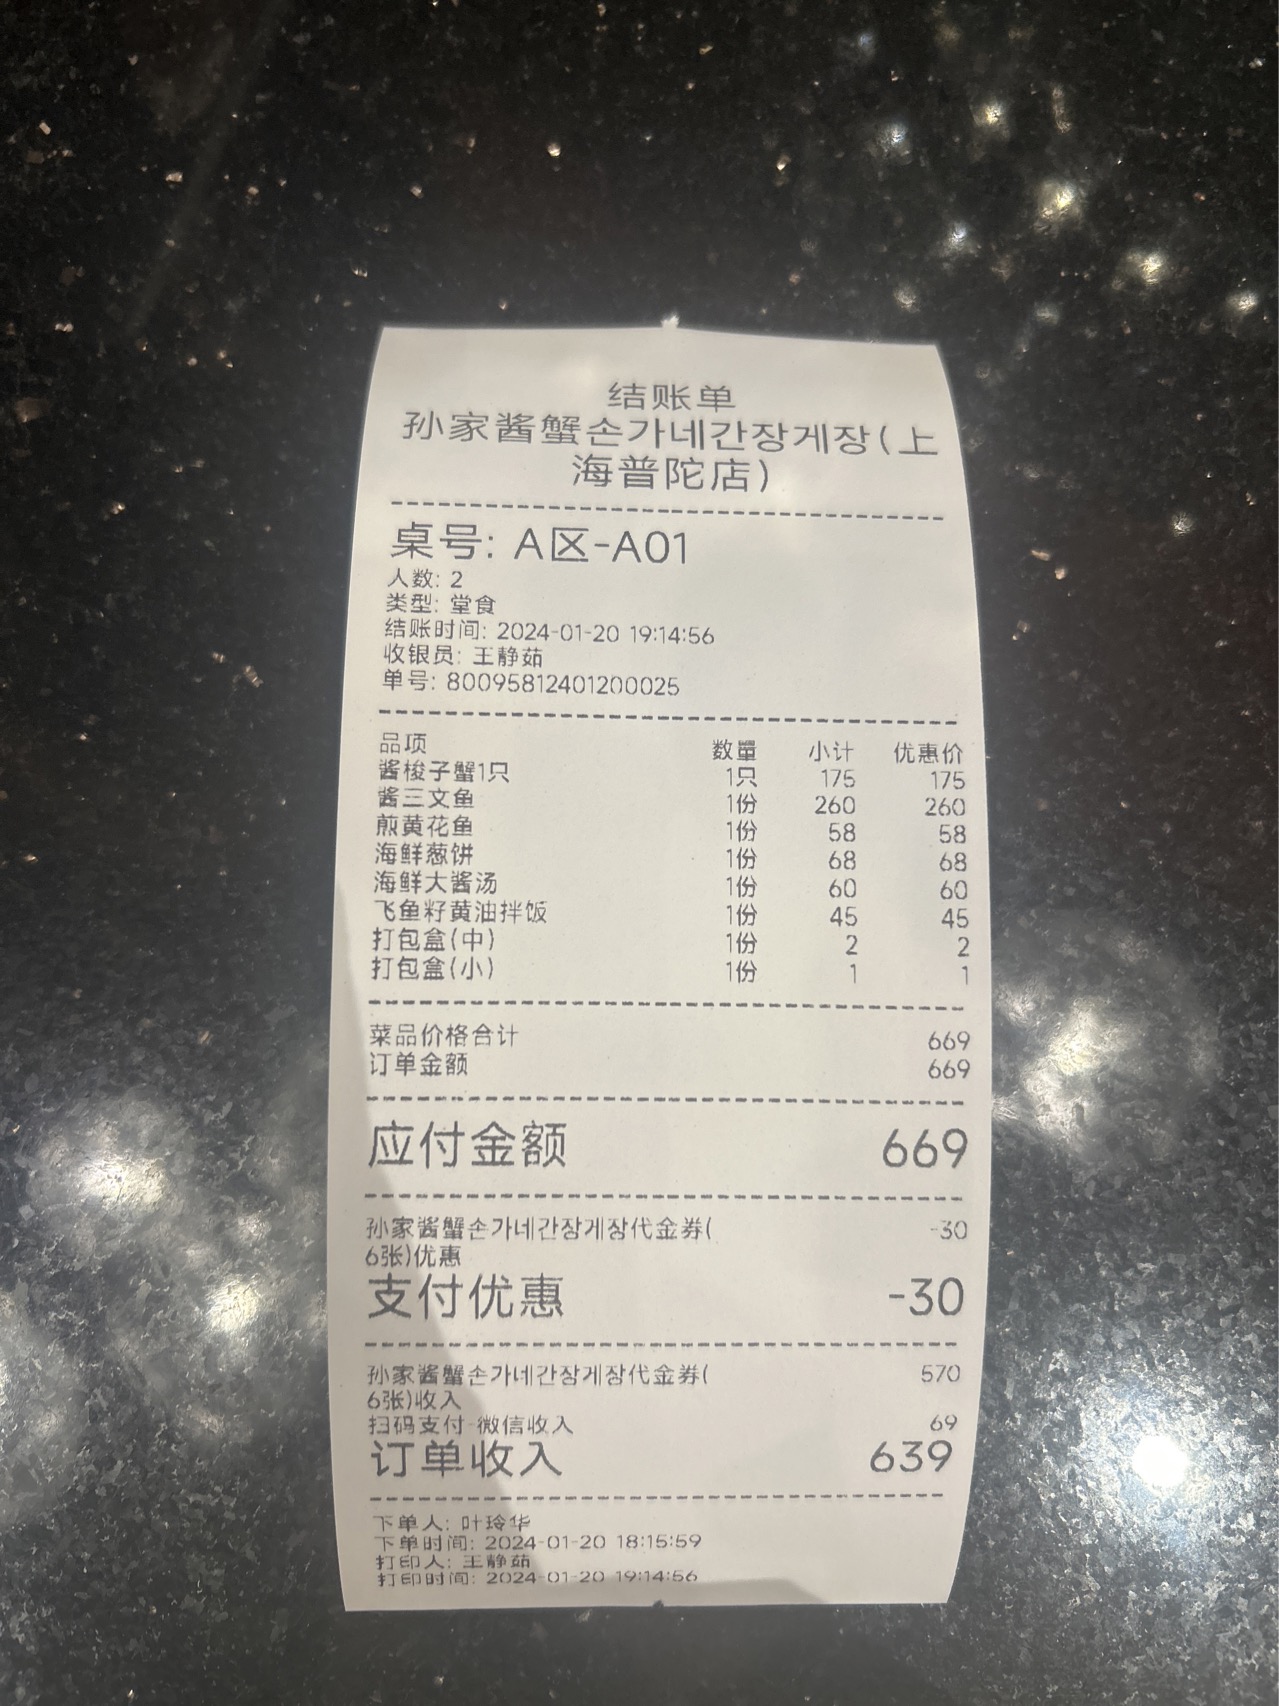 结账单
孙家酱蟹손가네간장게장(上
海普陀店)
桌号: A区-A01
人数: 2
类型: 堂食
结账时间: 2024-01-20 19:14:56
收银员: 王静茹
单号: 80095812401200025
品项 数量 小计 优惠价
酱梭子蟹1只 1只 175 175
酱三文鱼 1份 260 260
煎黄花鱼 1份 58 58
海鲜葱饼 1份 68 68
海鲜大酱汤 1份 60 60
飞鱼籽黄油拌饭 1份 45 45
打包盒(中) 1份 2 2
打包盒(小) 1份 1 1
菜品价格合计 669
订单金额 669
应付金额 669
孙家酱蟹손가네간장게장代金券( -30
6张)优惠
支付优惠 -30
孙家酱蟹손가네간장게장代金券( 570
6张)收入
扫码支付-微信收入 69
订单收入 639
下单人: 叶玲华
下单时间: 2024-01-20 18:15:59
打印人: 王静茹
打印时间: 2024-01-20 19:14:56